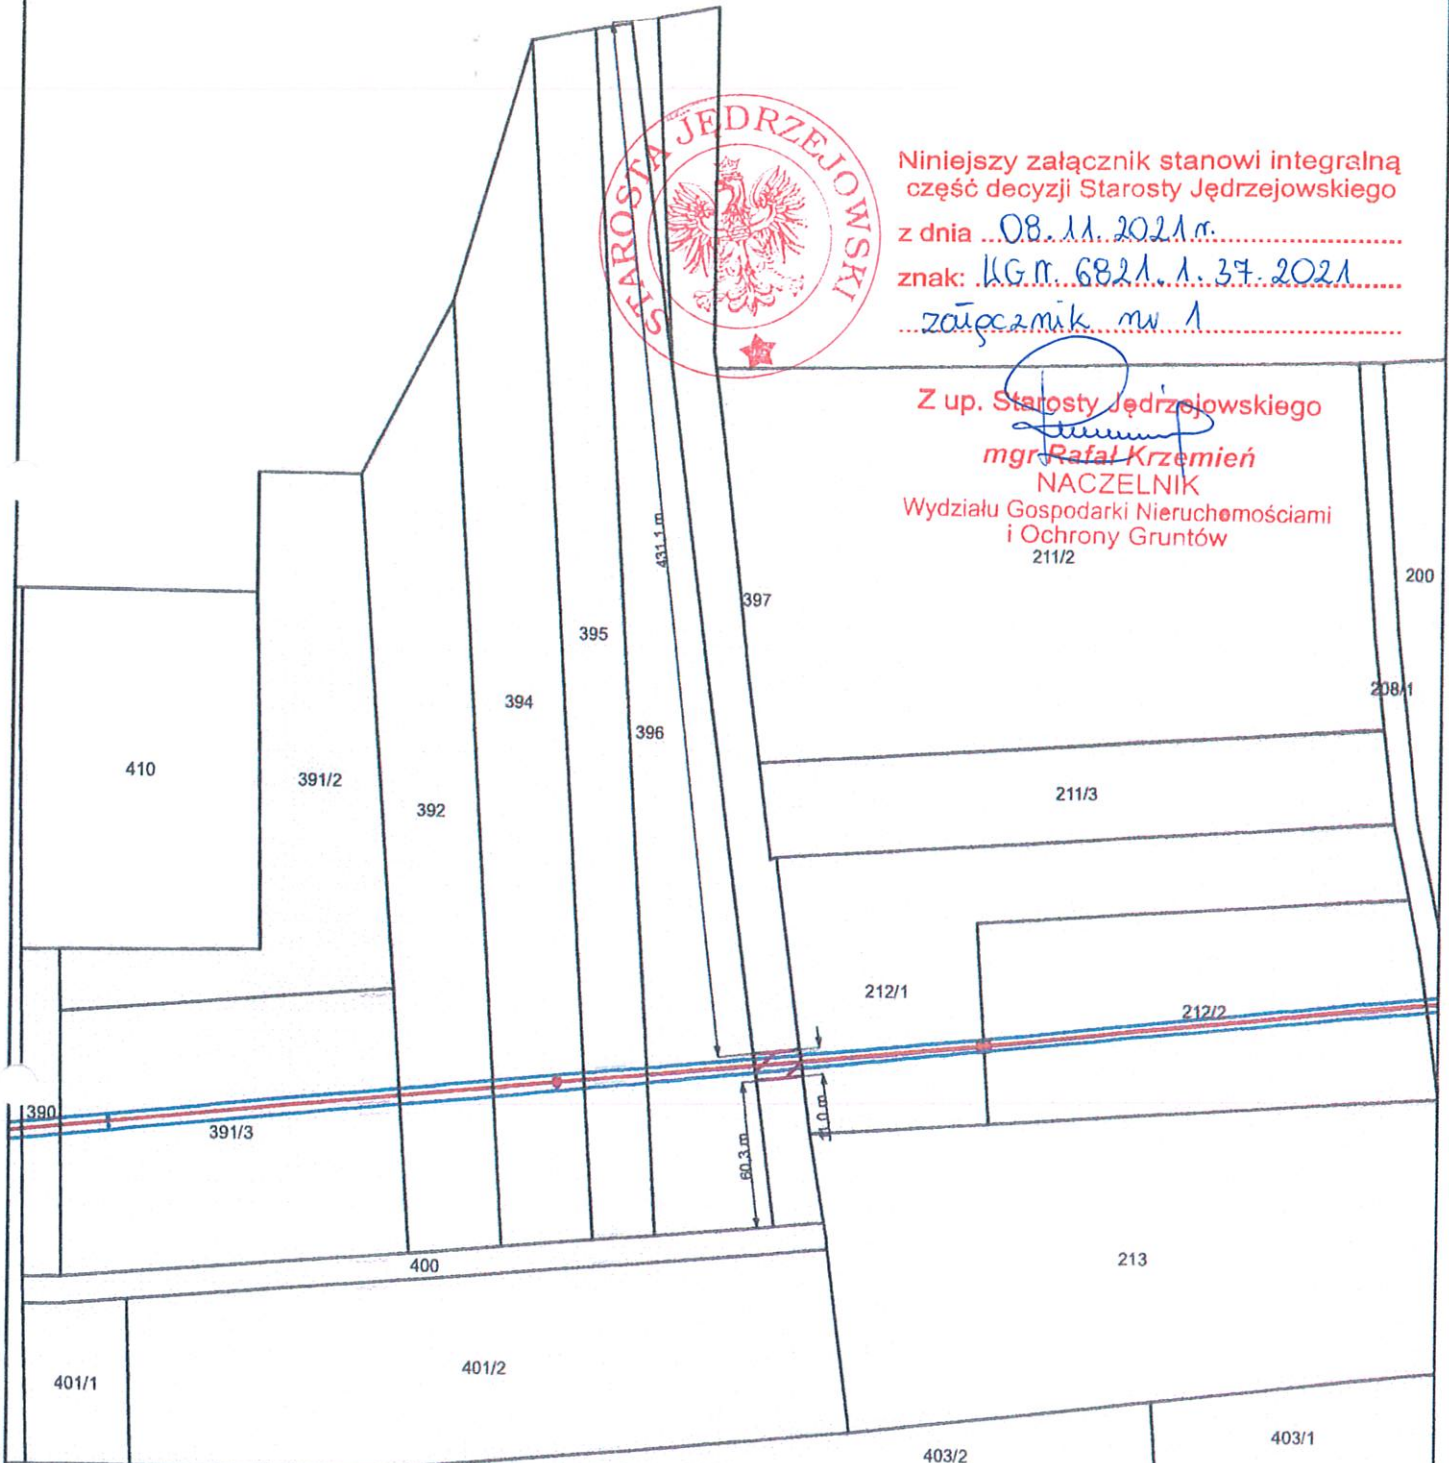 STAROSTA JĘDRZEJOWSKI
Niniejszy załącznik stanowi integralną
część decyzji Starosty Jędrzejowskiego
z dnia 08.11.2021 r.
znak: UGN. 6821.1.37.2021
załącznik nr 1
Z up. Starosty Jędrzejowskiego
mgr Rafał Krzemień
NACZELNIK
Wydziału Gospodarki Nieruchomościami
i Ochrony Gruntów
211/2
431,1 m
200
397
395
208/1
394
396
410
391/2
392
211/3
212/1
212/2
390
391/3
11,0 m
60,3 m
400
213
401/2
401/1
403/1
403/2